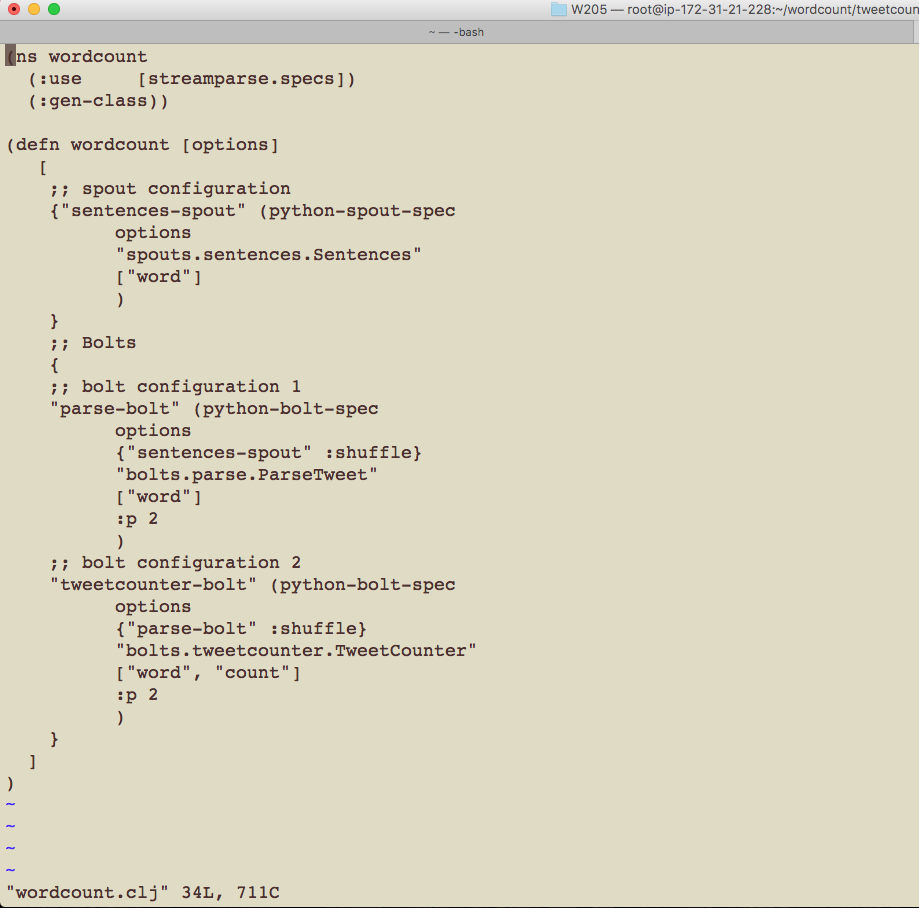 W205 — root@ip-172-31-21-228:~/wordcount/tweetcoun
~ — -bash
(ns wordcount
  (:use     [streamparse.specs])
  (:gen-class))

(defn wordcount [options]
   [
    ;; spout configuration
    {"sentences-spout" (python-spout-spec
          options
          "spouts.sentences.Sentences"
          ["word"]
          )
    }
    ;; Bolts
    {
    ;; bolt configuration 1
    "parse-bolt" (python-bolt-spec
          options
          {"sentences-spout" :shuffle}
          "bolts.parse.ParseTweet"
          ["word"]
          :p 2
          )
    ;; bolt configuration 2
    "tweetcounter-bolt" (python-bolt-spec
          options
          {"parse-bolt" :shuffle}
          "bolts.tweetcounter.TweetCounter"
          ["word", "count"]
          :p 2
          )
    }
  ]
)
~
~
~
~
"wordcount.clj" 34L, 711C